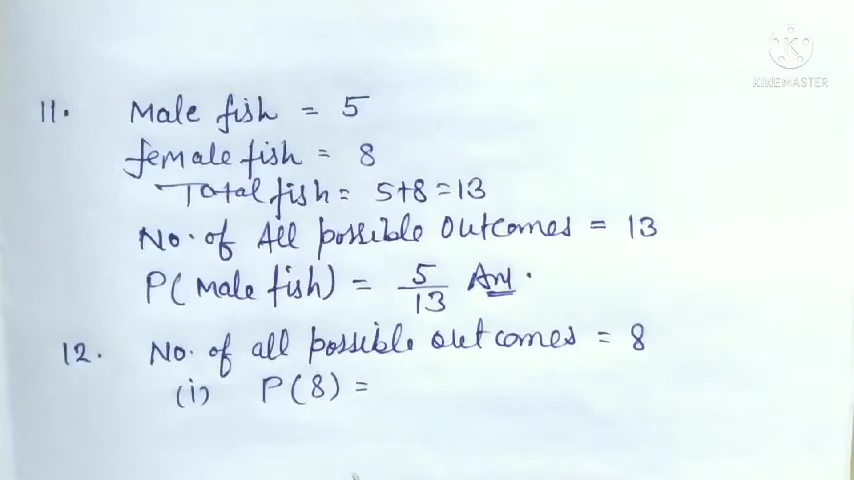 KINEMASTER
11. Male fish = 5
female fish = 8
Total fish = 5+8=13
No. of All possible outcomes = 13
P(male fish) = 5/13 Ans.
12. No. of all possible outcomes = 8
(i) P(8) =